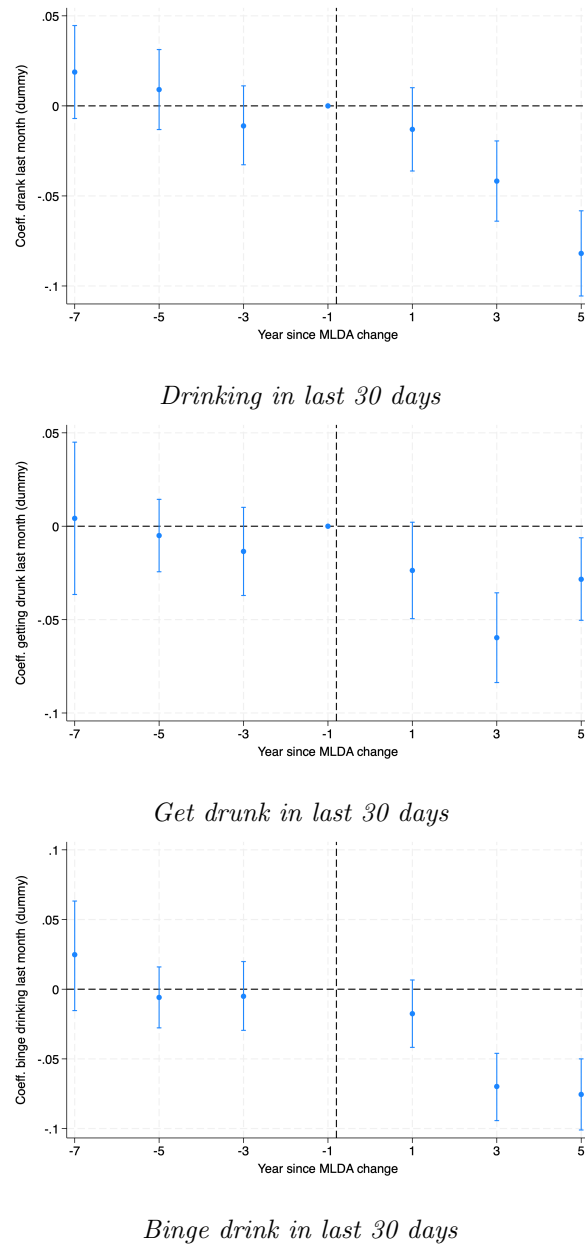 Coeff. drank last month (dummy)
.05
0
-.05
-.1
-7 -5 -3 -1 1 3 5
Year since MLDA change
Drinking in last 30 days
Coeff. getting drunk last month (dummy)
.05
0
-.05
-.1
-7 -5 -3 -1 1 3 5
Year since MLDA change
Get drunk in last 30 days
Coeff. binge drinking last month (dummy)
.1
.05
0
-.05
-.1
-7 -5 -3 -1 1 3 5
Year since MLDA change
Binge drink in last 30 days